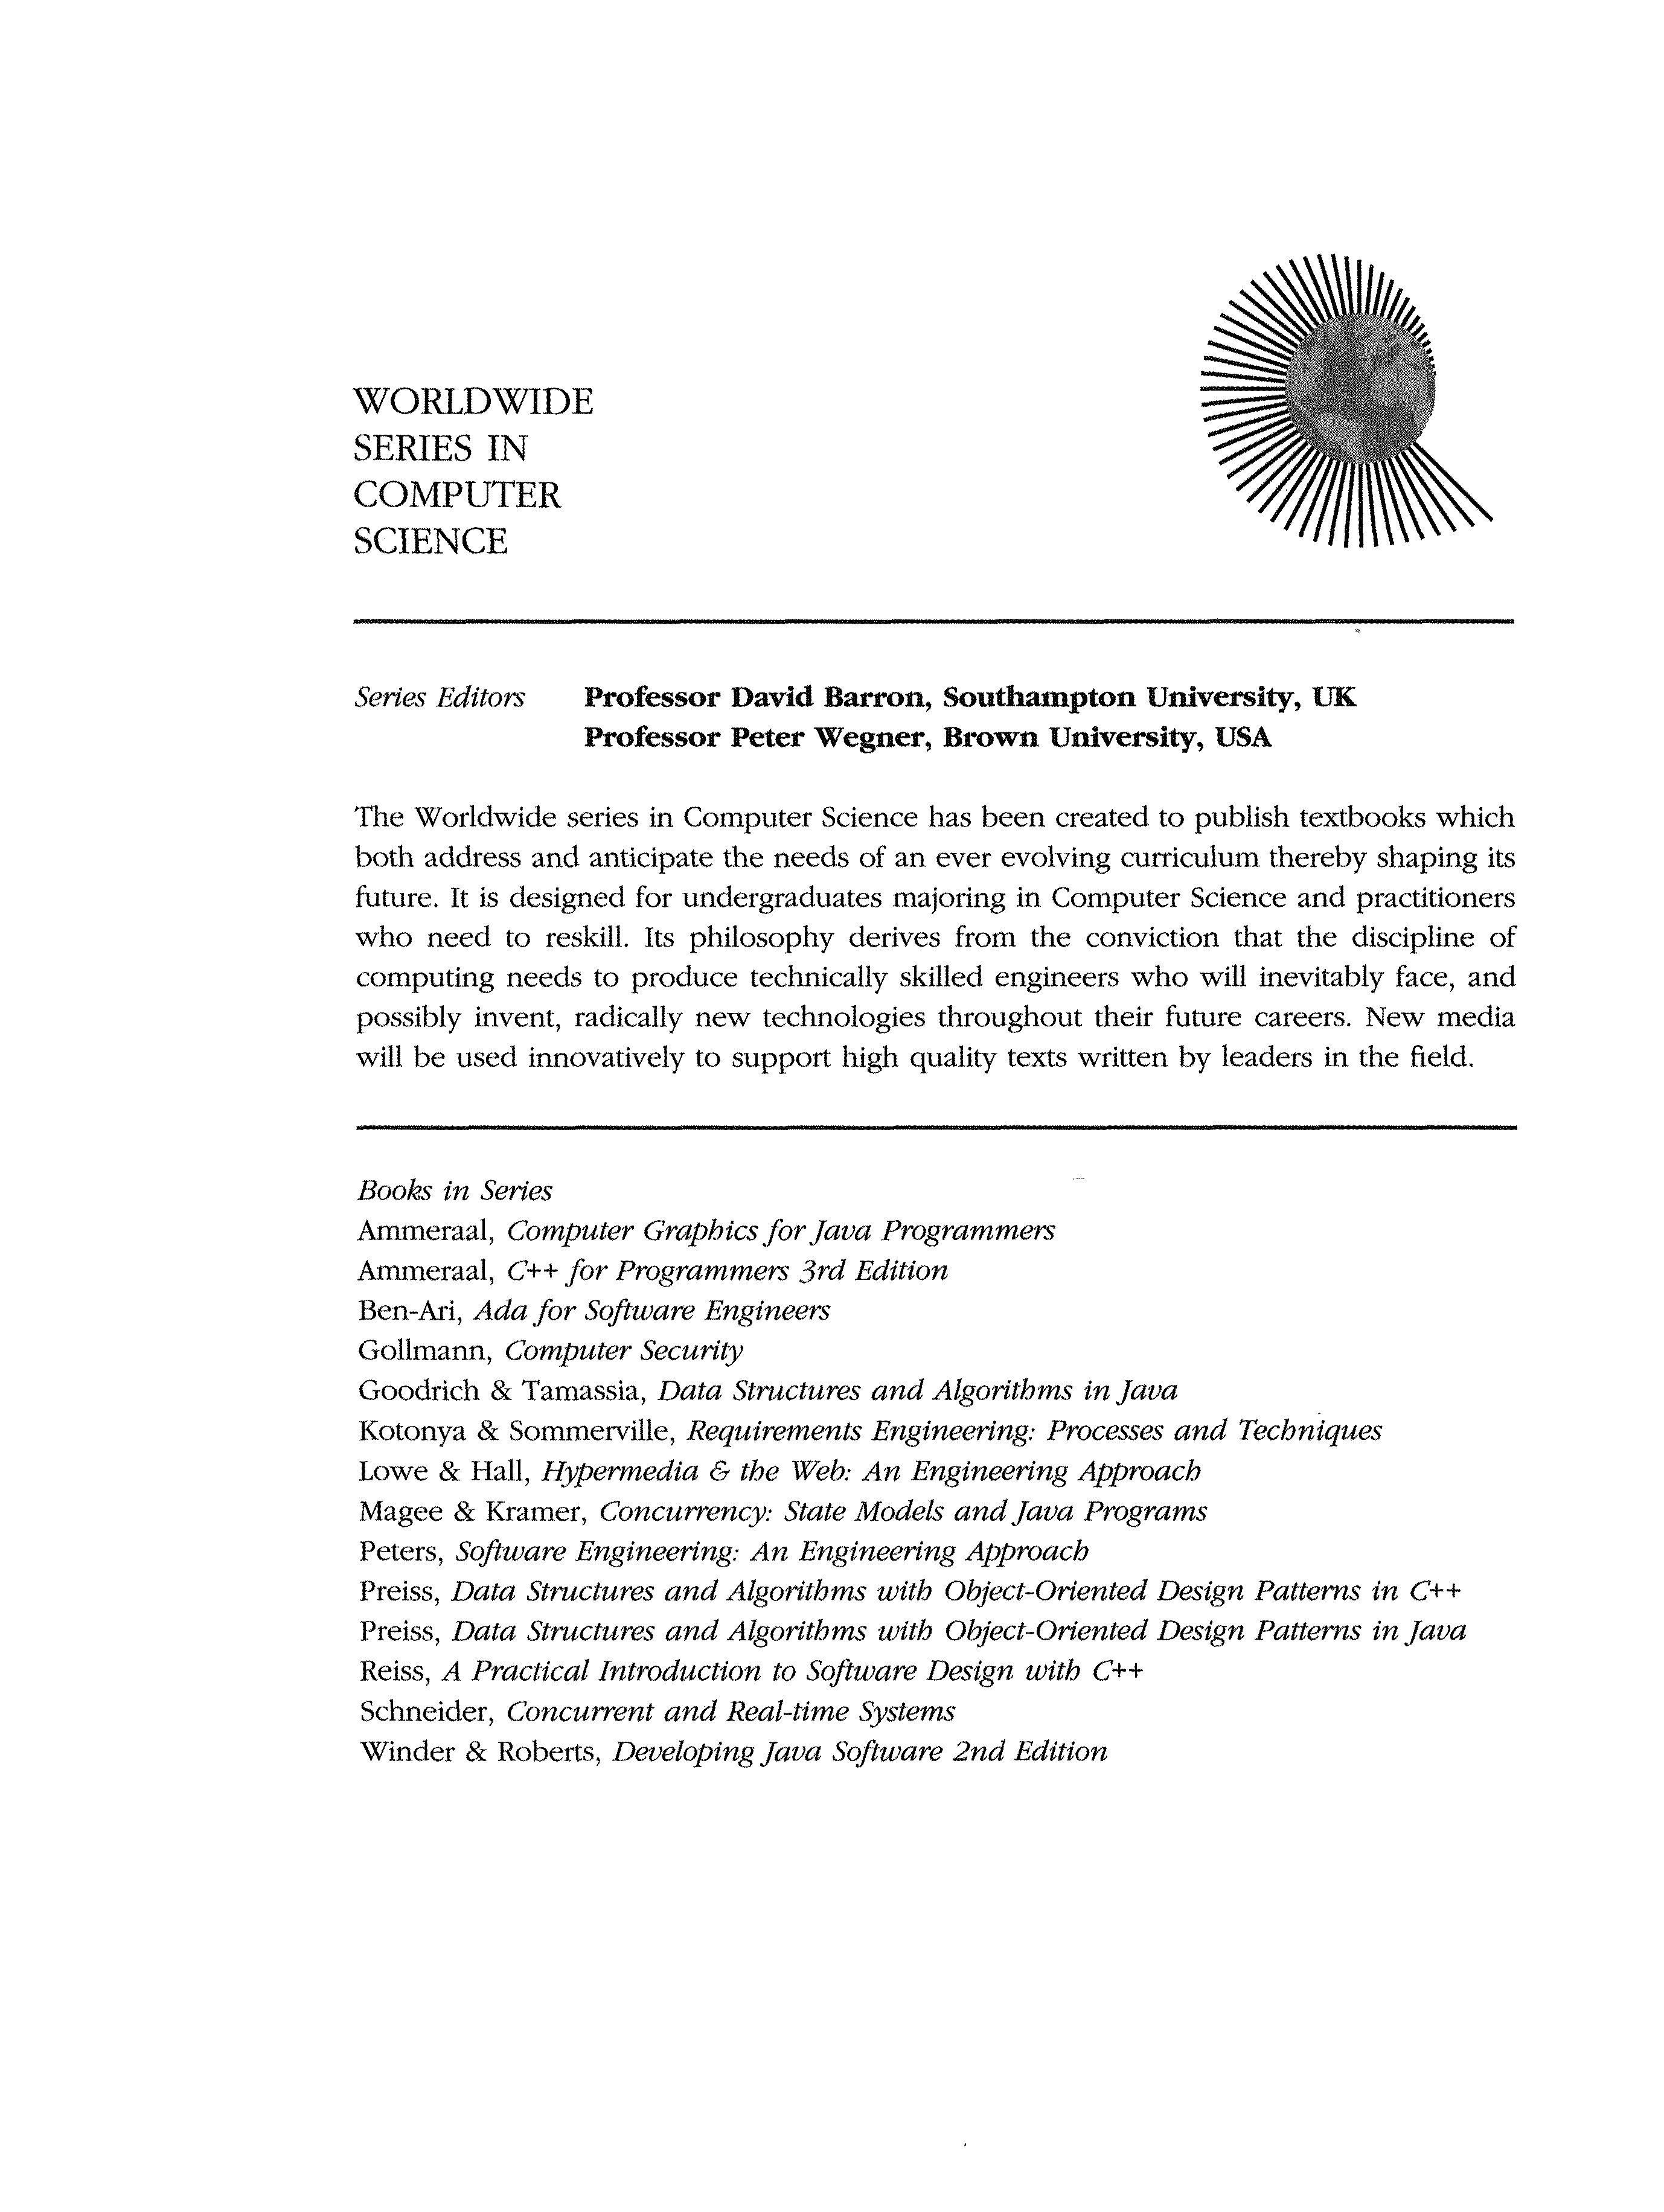 WORLDWIDE
SERIES IN
COMPUTER
SCIENCE
Series Editors Professor David Barron, Southampton University, UK
Professor Peter Wegner, Brown University, USA
The Worldwide series in Computer Science has been created to publish textbooks which
both address and anticipate the needs of an ever evolving curriculum thereby shaping its
future. It is designed for undergraduates majoring in Computer Science and practitioners
who need to reskill. Its philosophy derives from the conviction that the discipline of
computing needs to produce technically skilled engineers who will inevitably face, and
possibly invent, radically new technologies throughout their future careers. New media
will be used innovatively to support high quality texts written by leaders in the field.
Books in Series
Ammeraal, Computer Graphics for Java Programmers
Ammeraal, C++ for Programmers 3rd Edition
Ben-Ari, Ada for Software Engineers
Gollmann, Computer Security
Goodrich & Tamassia, Data Structures and Algorithms in Java
Kotonya & Sommerville, Requirements Engineering: Processes and Techniques
Lowe & Hall, Hypermedia & the Web: An Engineering Approach
Magee & Kramer, Concurrency: State Models and Java Programs
Peters, Software Engineering: An Engineering Approach
Preiss, Data Structures and Algorithms with Object-Oriented Design Patterns in C++
Preiss, Data Structures and Algorithms with Object-Oriented Design Patterns in Java
Reiss, A Practical Introduction to Software Design with C++
Schneider, Concurrent and Real-time Systems
Winder & Roberts, Developing Java Software 2nd Edition